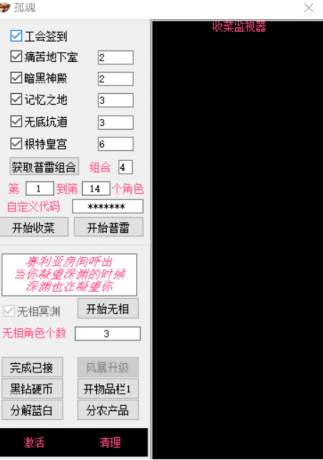 孤魂
收菜监视器
工会签到
痛苦地下室 2
暗黑神殿 2
记忆之地 3
无底坑道 3
根特皇宫 6
获取普雷组合 组合 4
第 1 到第 14 个角色
自定义代码 *******
开始收菜 开始普雷
赛利亚房间呼出
当你凝望深渊的时候
深渊也在凝望你
无相冥渊 开始无相
无相角色个数 3
完成已接 风暴升级
黑钻硬币 开物品栏1
分解蓝白 分农产品
激活 清理